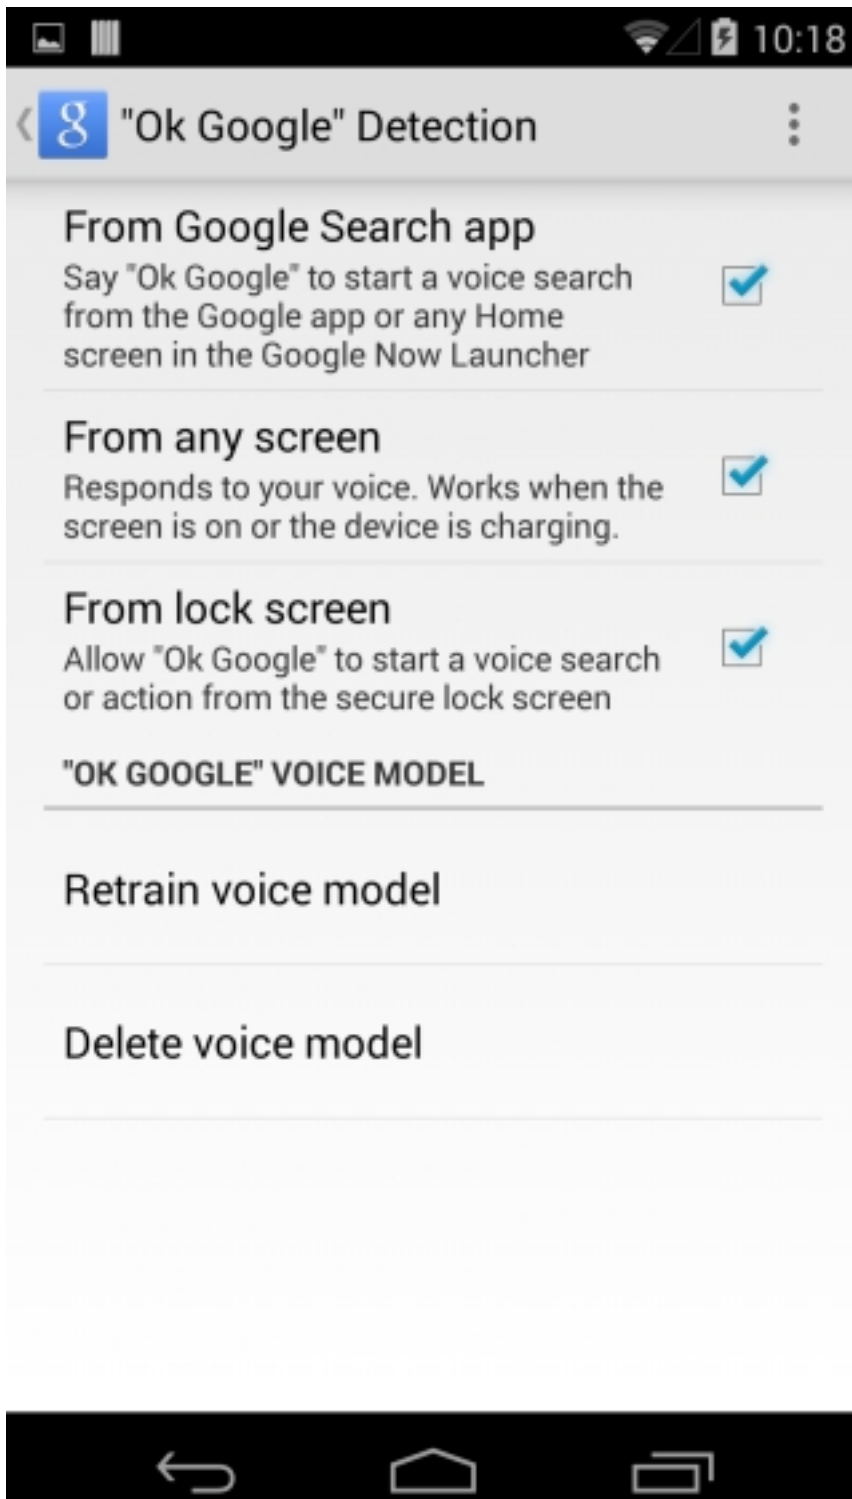 10:18
g "Ok Google" Detection
From Google Search app
Say "Ok Google" to start a voice search
from the Google app or any Home
screen in the Google Now Launcher
From any screen
Responds to your voice. Works when the
screen is on or the device is charging.
From lock screen
Allow "Ok Google" to start a voice search
or action from the secure lock screen
"OK GOOGLE" VOICE MODEL
Retrain voice model
Delete voice model